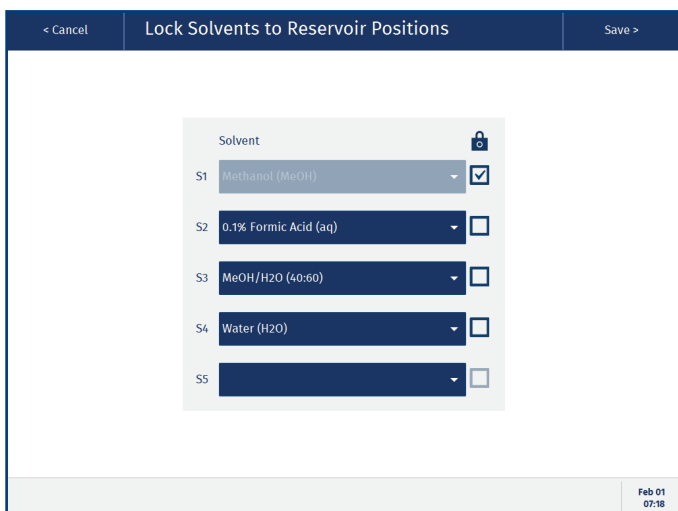 < Cancel
Lock Solvents to Reservoir Positions
Save >
Solvent
S1 Methanol (MeOH)
S2 0.1% Formic Acid (aq)
S3 MeOH/H2O (40:60)
S4 Water (H2O)
S5
Feb 01
07:18